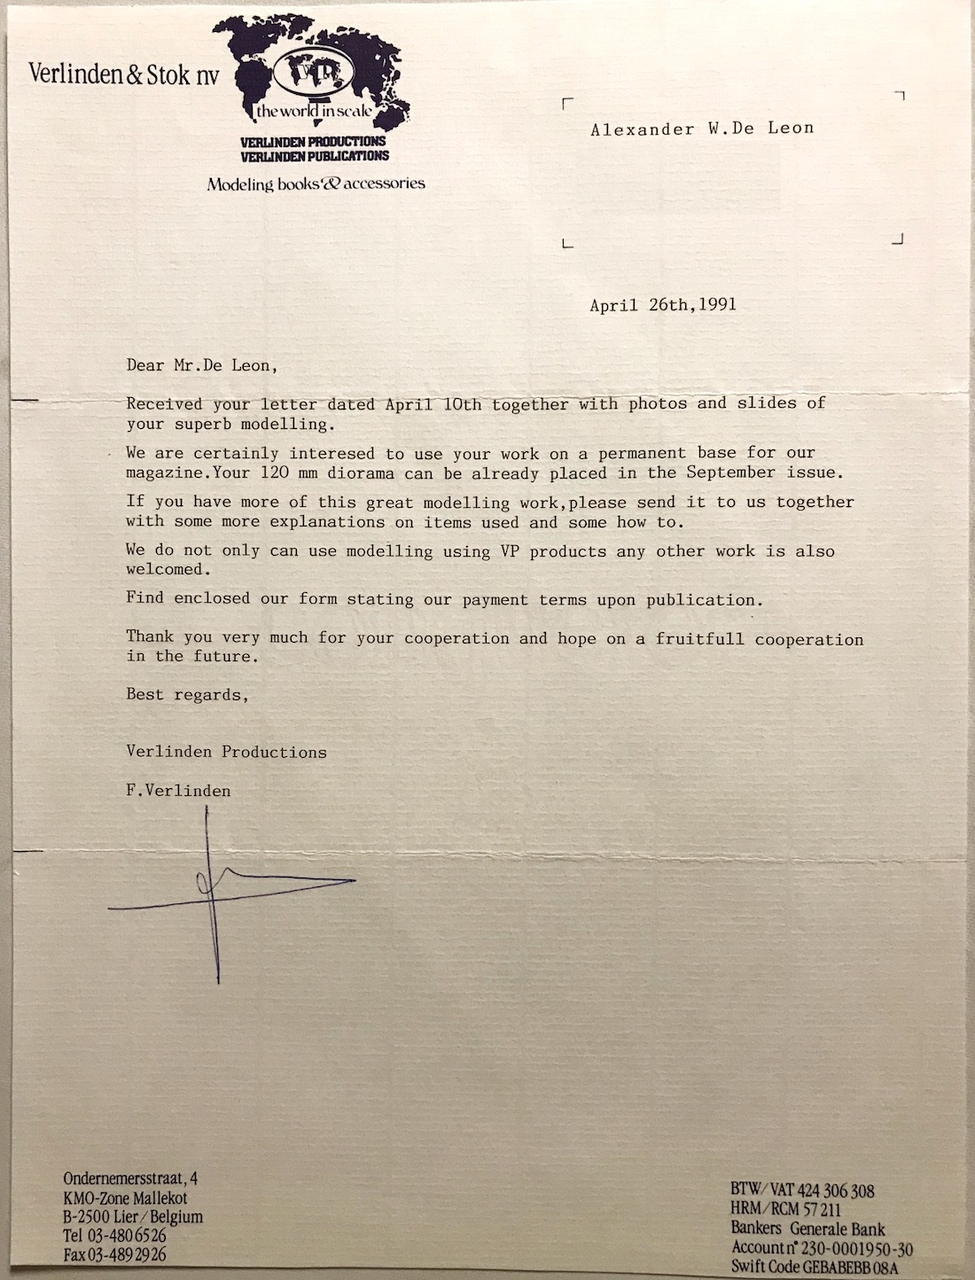 Verlinden & Stok nv
VP
the world in scale
VERLINDEN PRODUCTIONS
VERLINDEN PUBLICATIONS
Modeling books & accessories
Alexander W.De Leon
April 26th,1991
Dear Mr.De Leon,
Received your letter dated April 10th together with photos and slides of
your superb modelling.
We are certainly interesed to use your work on a permanent base for our
magazine.Your 120 mm diorama can be already placed in the September issue.
If you have more of this great modelling work,please send it to us together
with some more explanations on items used and some how to.
We do not only can use modelling using VP products any other work is also
welcomed.
Find enclosed our form stating our payment terms upon publication.
Thank you very much for your cooperation and hope on a fruitfull cooperation
in the future.
Best regards,
Verlinden Productions
F.Verlinden
Ondernemersstraat, 4
KMO-Zone Mallekot
B-2500 Lier/Belgium
Tel 03-480 65 26
Fax 03-489 29 26
BTW/VAT 424 306 308
HRM/RCM 57 211
Bankers Generale Bank
Account n° 230-0001950-30
Swift Code GEBABEBB 08A